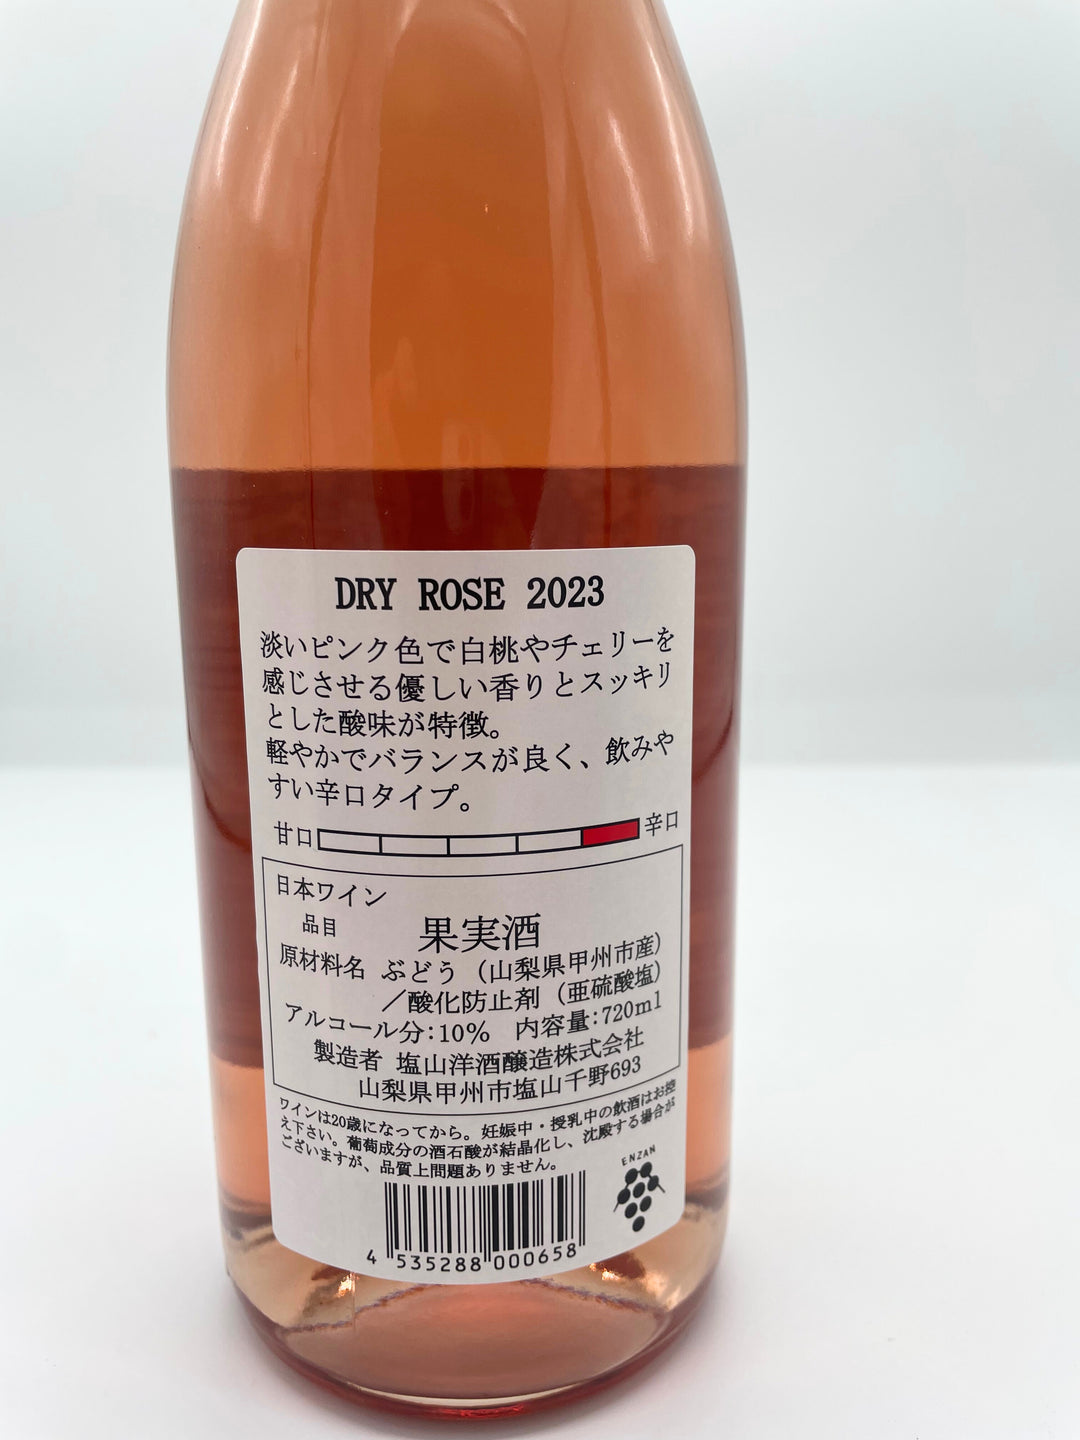 DRY ROSE 2023
淡いピンク色で白桃やチェリーを
感じさせる優しい香りとスッキリ
とした酸味が特徴。
軽やかでバランスが良く、飲みや
すい辛口タイプ。
甘口 辛口
日本ワイン
品目 果実酒
原材料名 ぶどう（山梨県甲州市産）
／酸化防止剤（亜硫酸塩）
アルコール分:10% 内容量:720ml
製造者 塩山洋酒醸造株式会社
山梨県甲州市塩山千野693
ワインは20歳になってから。妊娠中・授乳中の飲酒はお控
え下さい。葡萄成分の酒石酸が結晶化し、沈殿する場合が
ございますが、品質上問題ありません。
ENZAN
4 535288 000658